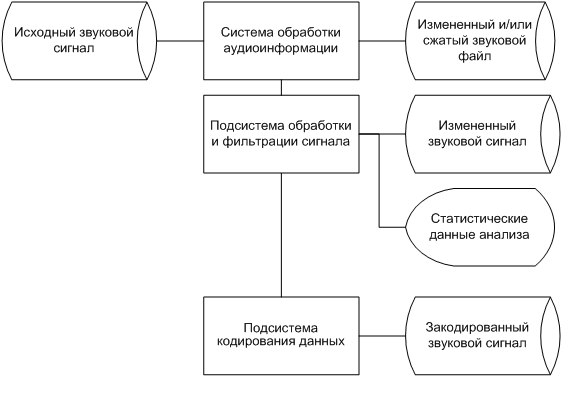 Исходный звуковой
сигнал
Система обработки
аудиоинформации
Измененный и/или
сжатый звуковой
файл
Подсистема обработки
и фильтрации сигнала
Измененный
звуковой сигнал
Статистические
данные анализа
Подсистема
кодирования данных
Закодированный
звуковой сигнал